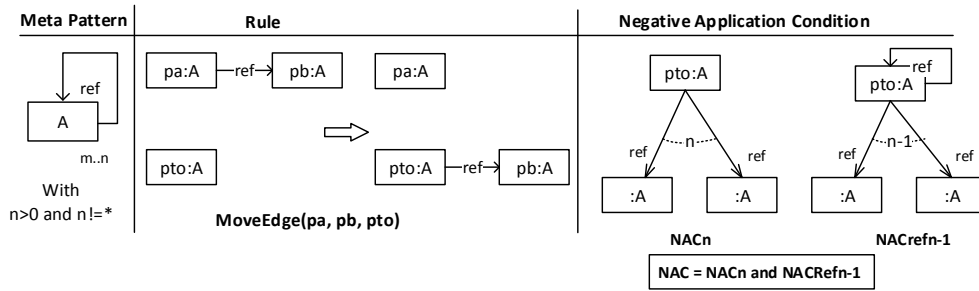 Meta Pattern
Rule
Negative Application Condition
ref
A
m..n
With
n>0 and n!=*
pa:A
ref
pb:A
pa:A
pto:A
pto:A
ref
pb:A
MoveEdge(pa, pb, pto)
pto:A
n
ref
ref
:A
:A
NACn
ref
pto:A
n-1
ref
ref
:A
:A
NACrefn-1
NAC = NACn and NACRefn-1